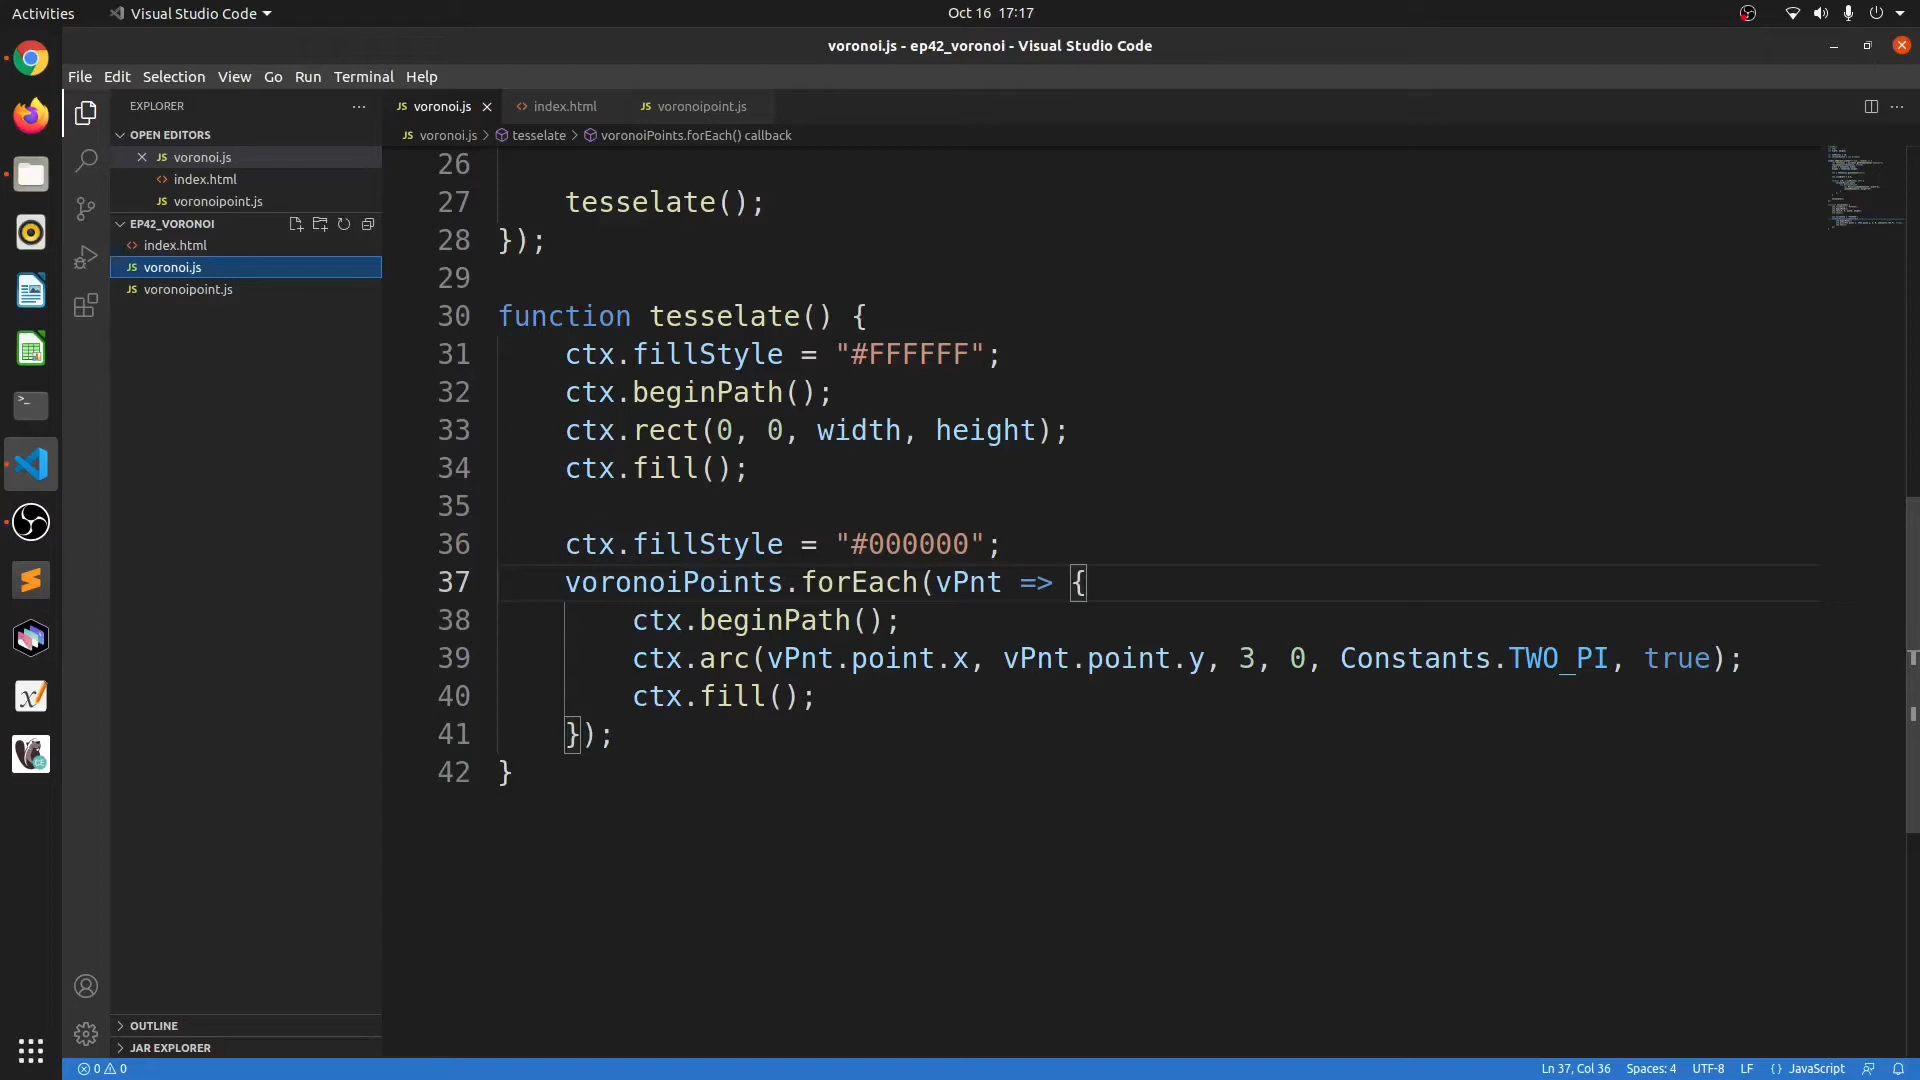 Activities
Visual Studio Code
Oct 16 17:17
voronoi.js - ep42_voronoi - Visual Studio Code
File Edit Selection View Go Run Terminal Help
EXPLORER
OPEN EDITORS
JS voronoi.js
<> index.html
JS voronoipoint.js
EP42_VORONOI
<> index.html
JS voronoi.js
JS voronoipoint.js
OUTLINE
JAR EXPLORER
JS voronoi.js
<> index.html
JS voronoipoint.js
JS voronoi.js > tesselate > voronoiPoints.forEach() callback
26
27 tesselate();
28 });
29
30 function tesselate() {
31 ctx.fillStyle = "#FFFFFF";
32 ctx.beginPath();
33 ctx.rect(0, 0, width, height);
34 ctx.fill();
35
36 ctx.fillStyle = "#000000";
37 voronoiPoints.forEach(vPnt => {
38 ctx.beginPath();
39 ctx.arc(vPnt.point.x, vPnt.point.y, 3, 0, Constants.TWO_PI, true);
40 ctx.fill();
41 });
42 }
0 0
Ln 37, Col 36 Spaces: 4 UTF-8 LF {} JavaScript